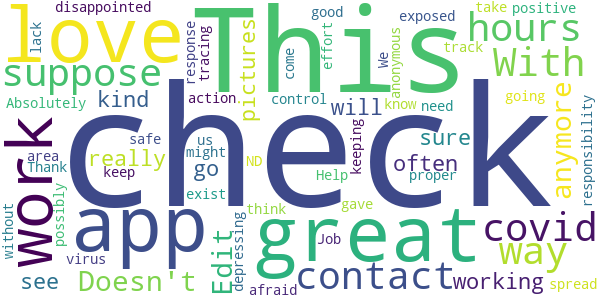 disappointed
love
This
good
effort
exposed
take
positive
lack
response
tracing
pictures
come
We
anonymous
track
hours
With
suppose
Absolutely
kind
action
control
will
know
need
going
anymore
responsibility
check
work
area
Thank
really
keep
safe
us
might
go
exist
ND
Help
keeping
often
sure
proper
without
possibly
app
Edit
depressing
think
gave
great
Job
covid
way
see
virus
Doesn't
afraid
contact
working
spread